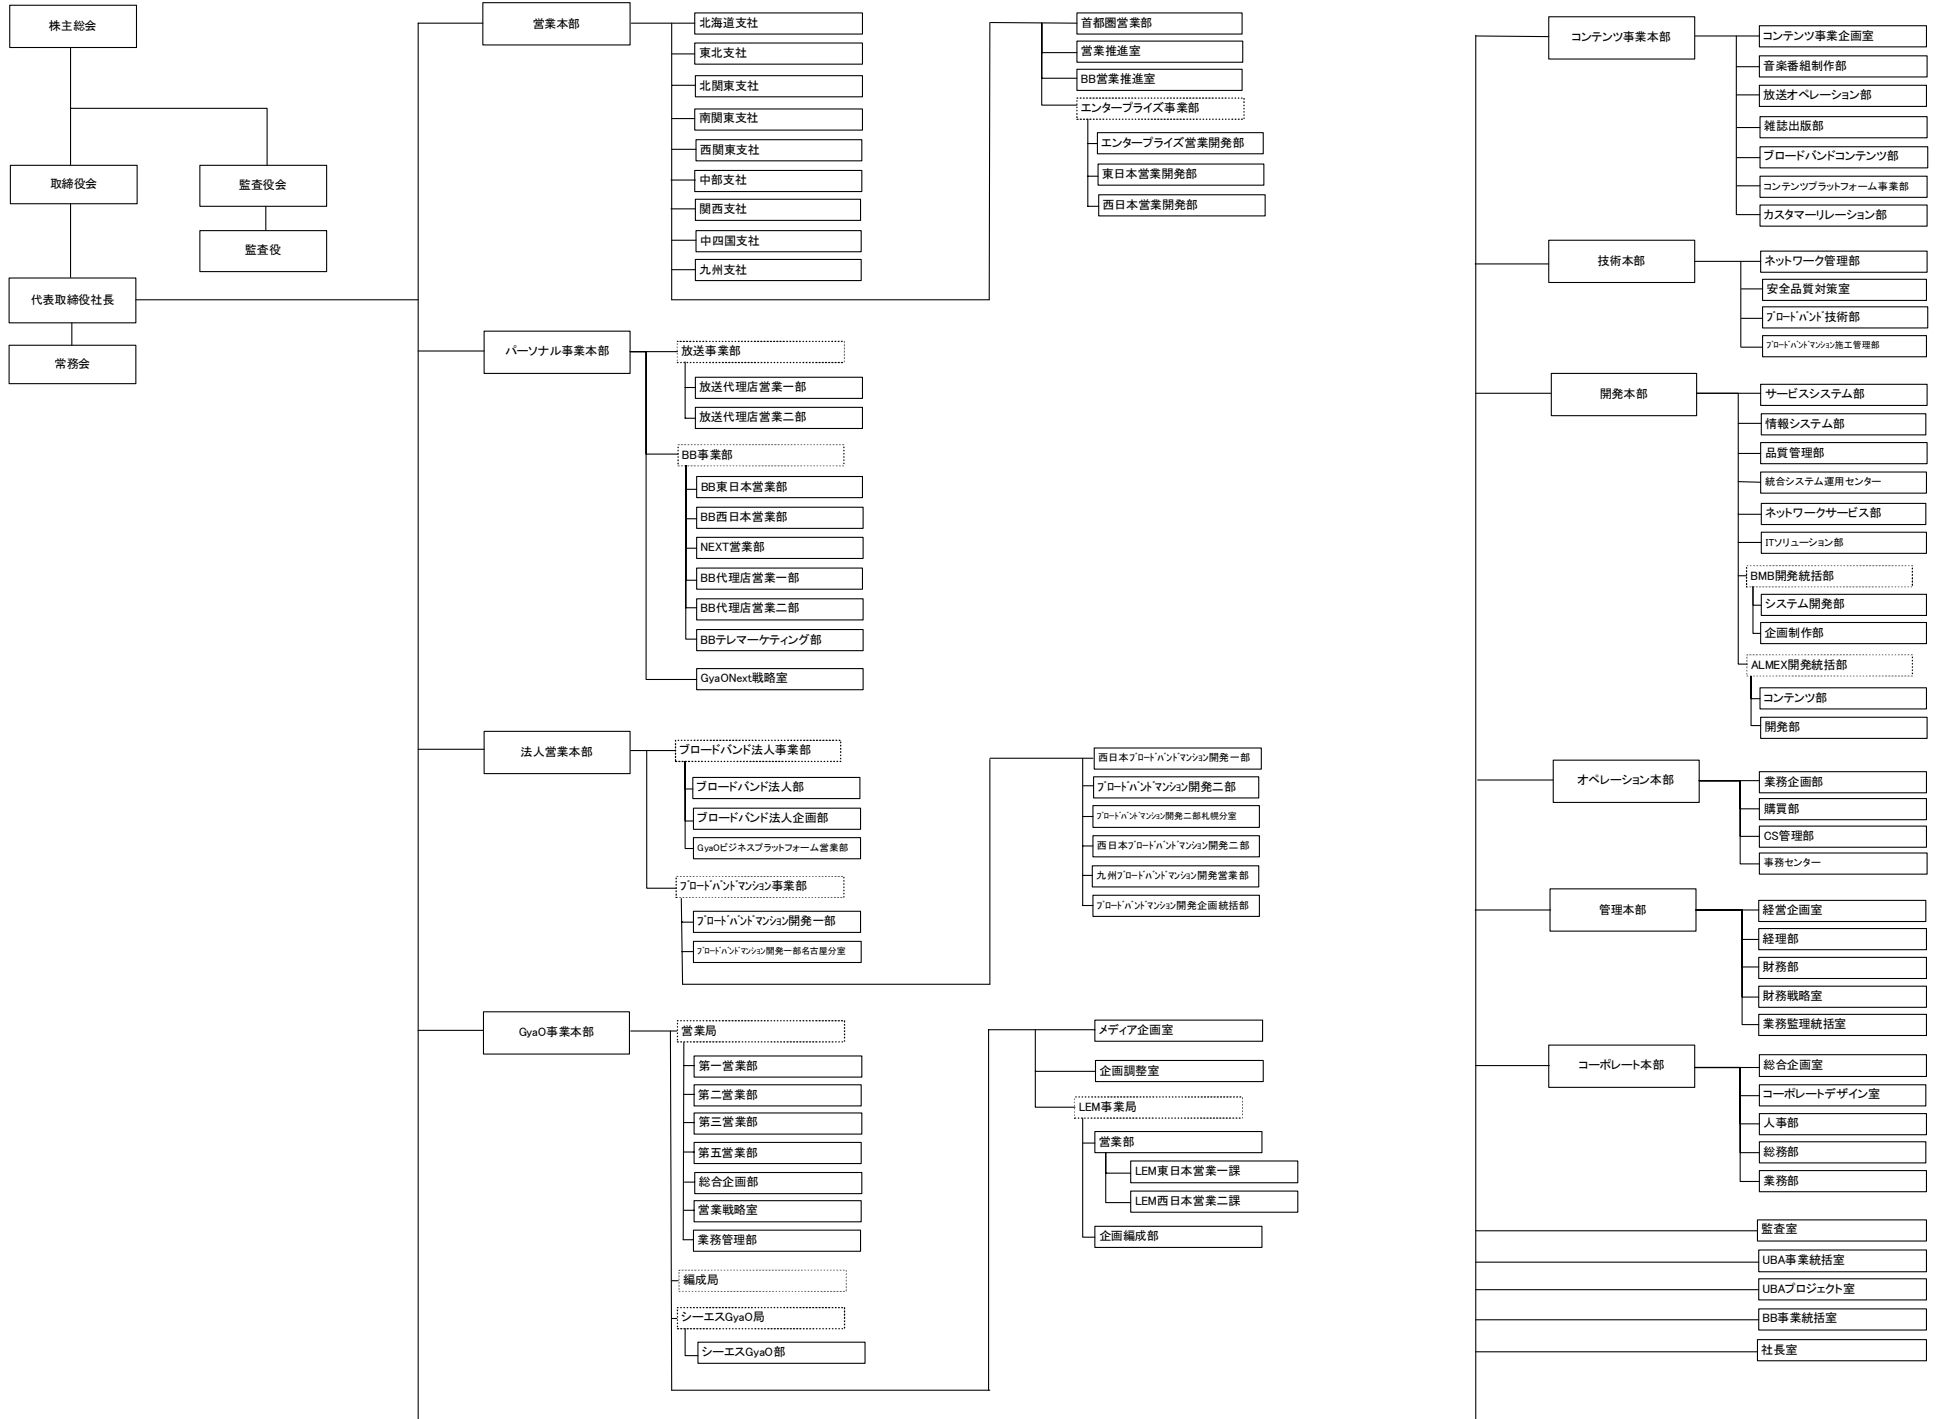 株主総会
取締役会
監査役会
監査役
代表取締役社長
常務会
営業本部
北海道支社
東北支社
北関東支社
南関東支社
西関東支社
中部支社
関西支社
中四国支社
九州支社
首都圏営業部
営業推進室
BB営業推進室
エンタープライズ事業部
エンタープライズ営業開発部
東日本営業開発部
西日本営業開発部
パーソナル事業本部
放送事業部
放送代理店営業一部
放送代理店営業二部
BB事業部
BB東日本営業部
BB西日本営業部
NEXT営業部
BB代理店営業一部
BB代理店営業二部
BBテレマーケティング部
GyaONext戦略室
法人営業本部
ブロードバンド法人事業部
ブロードバンド法人部
ブロードバンド法人企画部
GyaOビジネスプラットフォーム営業部
ブロードバンドマンション事業部
ブロードバンドマンション開発一部
ブロードバンドマンション開発一部名古屋分室
西日本ブロードバンドマンション開発一部
ブロードバンドマンション開発二部
ブロードバンドマンション開発二部札幌分室
西日本ブロードバンドマンション開発二部
九州ブロードバンドマンション開発営業部
ブロードバンドマンション開発企画統括部
GyaO事業本部
営業局
第一営業部
第二営業部
第三営業部
第五営業部
総合企画部
営業戦略室
業務管理部
編成局
シーエスGyaO局
シーエスGyaO部
メディア企画室
企画調整室
LEM事業局
営業部
LEM東日本営業一課
LEM西日本営業二課
企画編成部
コンテンツ事業本部
コンテンツ事業企画室
音楽番組制作部
放送オペレーション部
雑誌出版部
ブロードバンドコンテンツ部
コンテンツプラットフォーム事業部
カスタマーリレーション部
技術本部
ネットワーク管理部
安全品質対策室
ブロードバンド技術部
ブロードバンドマンション施工管理部
開発本部
サービスシステム部
情報システム部
品質管理部
統合システム運用センター
ネットワークサービス部
ITソリューション部
BMB開発統括部
システム開発部
企画制作部
ALMEX開発統括部
コンテンツ部
開発部
オペレーション本部
業務企画部
購買部
CS管理部
事務センター
管理本部
経営企画室
経理部
財務部
財務戦略室
業務監理統括室
コーポレート本部
総合企画室
コーポレートデザイン室
人事部
総務部
業務部
監査室
UBA事業統括室
UBAプロジェクト室
BB事業統括室
社長室